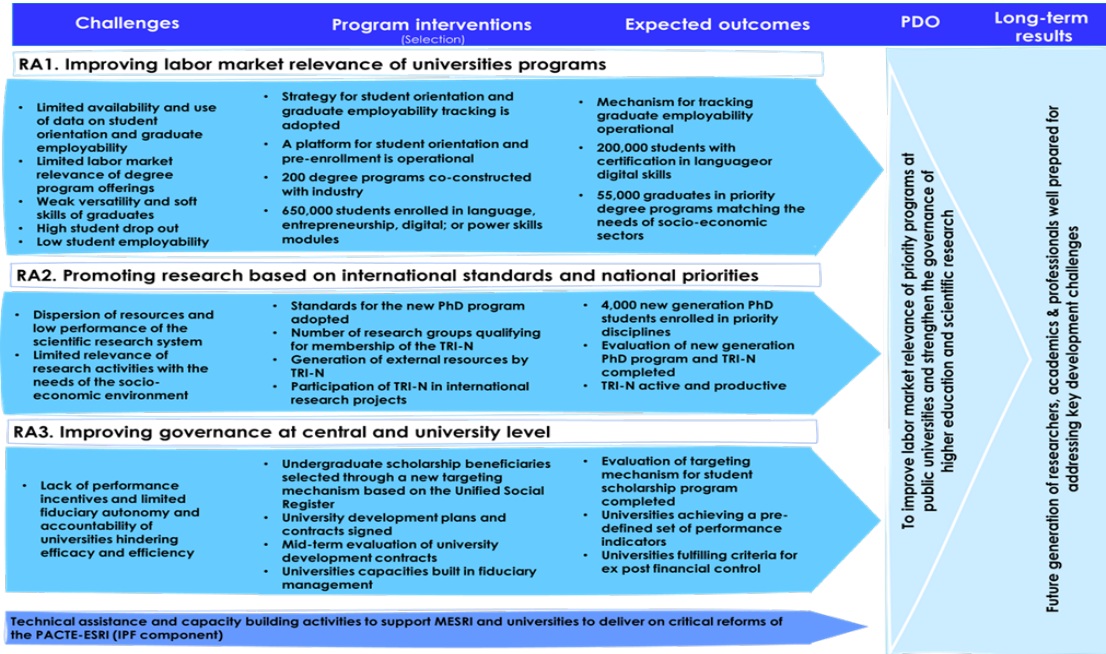 Challenges
Program interventions
(Selection)
Expected outcomes
PDO
Long-term
results
RA1. Improving labor market relevance of universities programs
• Limited availability and use
of data on student
orientation and graduate
employability
• Limited labor market
relevance of degree
program offerings
• Weak versatility and soft
skills of graduates
• High student drop out
• Low student employability
• Strategy for student orientation and
graduate employability tracking is
adopted
• A platform for student orientation and
pre-enrollment is operational
• 200 degree programs co-constructed
with industry
• 650,000 students enrolled in language,
entrepreneurship, digital; or power skills
modules
• Mechanism for tracking
graduate employability
operational
• 200,000 students with
certification in languageor
digital skills
• 55,000 graduates in priority
degree programs matching the
needs of socio-economic
sectors
RA2. Promoting research based on international standards and national priorities
• Dispersion of resources and
low performance of the
scientific research system
• Limited relevance of
research activities with the
needs of the socio-
economic environment
• Standards for the new PhD program
adopted
• Number of research groups qualifying
for membership of the TRI-N
• Generation of external resources by
TRI-N
• Participation of TRI-N in international
research projects
• 4,000 new generation PhD
students enrolled in priority
disciplines
• Evaluation of new generation
PhD program and TRI-N
completed
• TRI-N active and productive
RA3. Improving governance at central and university level
• Lack of performance
incentives and limited
fiduciary autonomy and
accountability of
universities hindering
efficacy and efficiency
• Undergraduate scholarship beneficiaries
selected through a new targeting
mechanism based on the Unified Social
Register
• University development plans and
contracts signed
• Mid-term evaluation of university
development contracts
• Universities capacities built in fiduciary
management
• Evaluation of targeting
mechanism for student
scholarship program
completed
• Universities achieving a pre-
defined set of performance
indicators
• Universities fulfilling criteria for
ex post financial control
Technical assistance and capacity building activities to support MESRI and universities to deliver on critical reforms of
the PACTE-ESRI (IPF component)
To improve labor market relevance of priority programs at
public universities and strengthen the governance of
higher education and scientific research
Future generation of researchers, academics & professionals well prepared for
addressing key development challenges